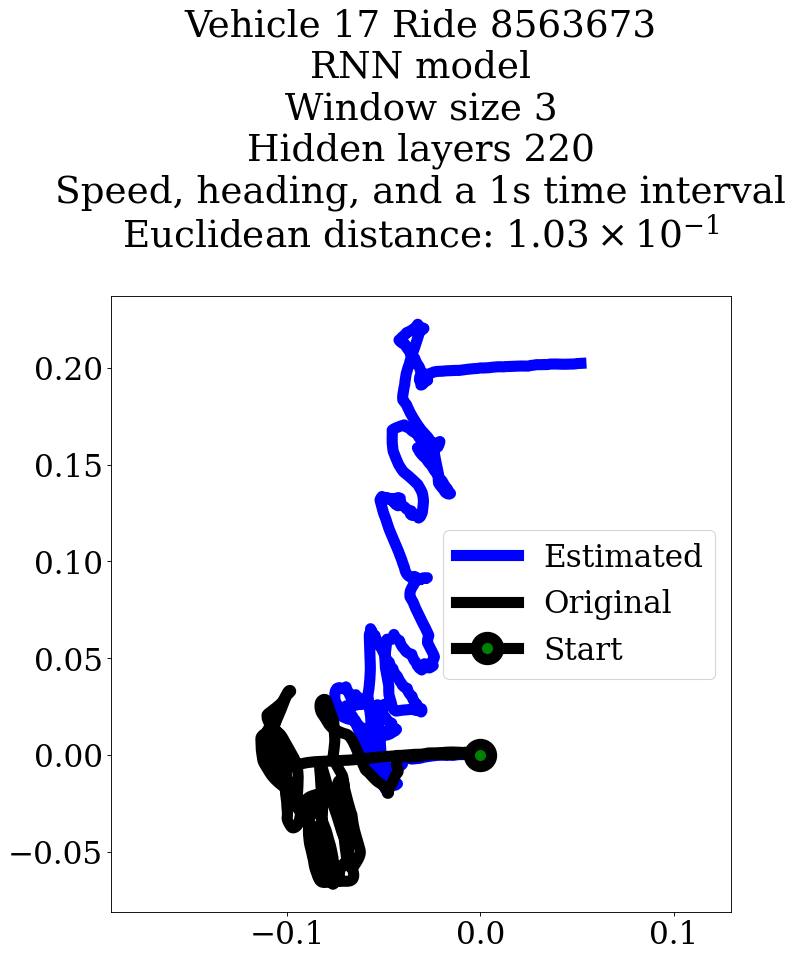 Vehicle 17 Ride 8563673
RNN model
Window size 3
Hidden layers 220
Speed, heading, and a 1s time interval
Euclidean distance: 1.03 × 10⁻¹
0.20
0.15
0.10
0.05
0.00
−0.05
Estimated
Original
Start
−0.1
0.0
0.1